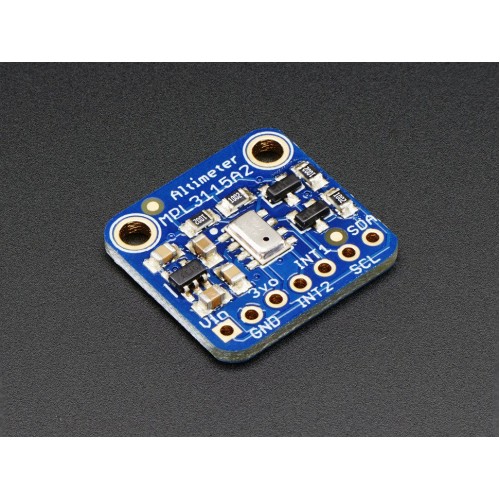 Altimeter
MPL3115A2
VIn
GND
3vo
INT2
INT1
SCL
SDA